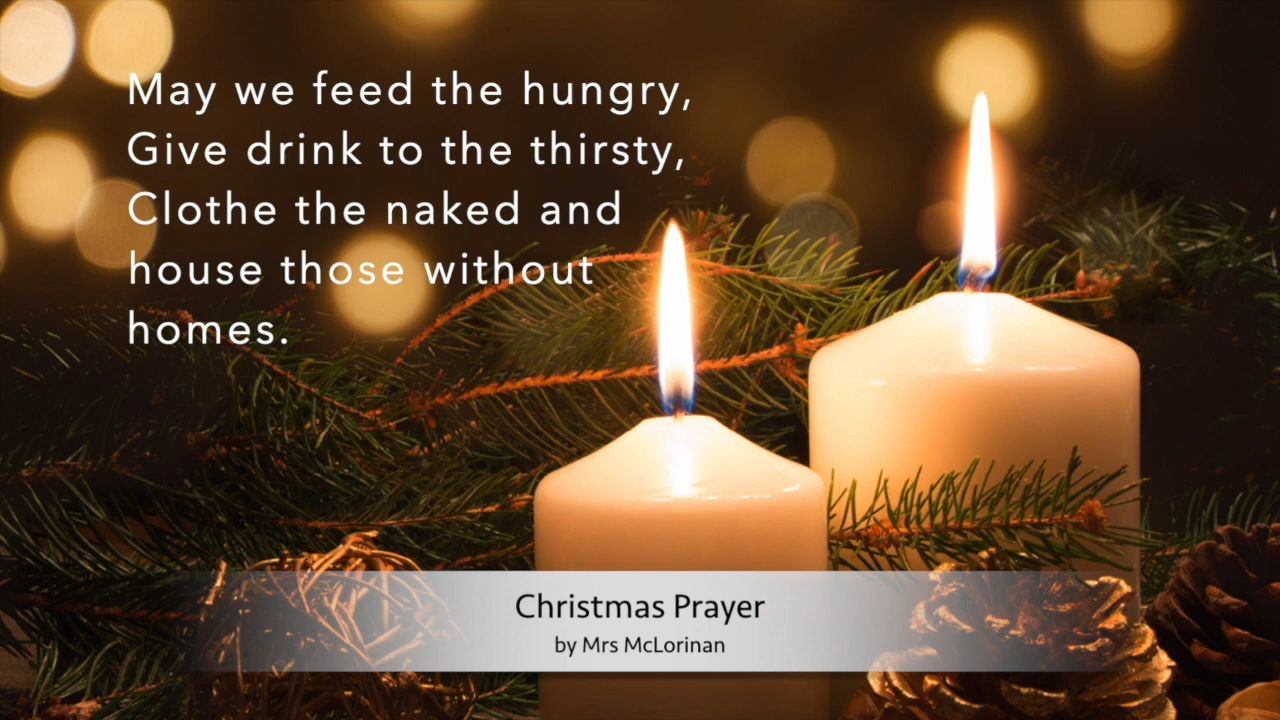 May we feed the hungry,
Give drink to the thirsty,
Clothe the naked and
house those without
homes.
Christmas Prayer
by Mrs McLorinan